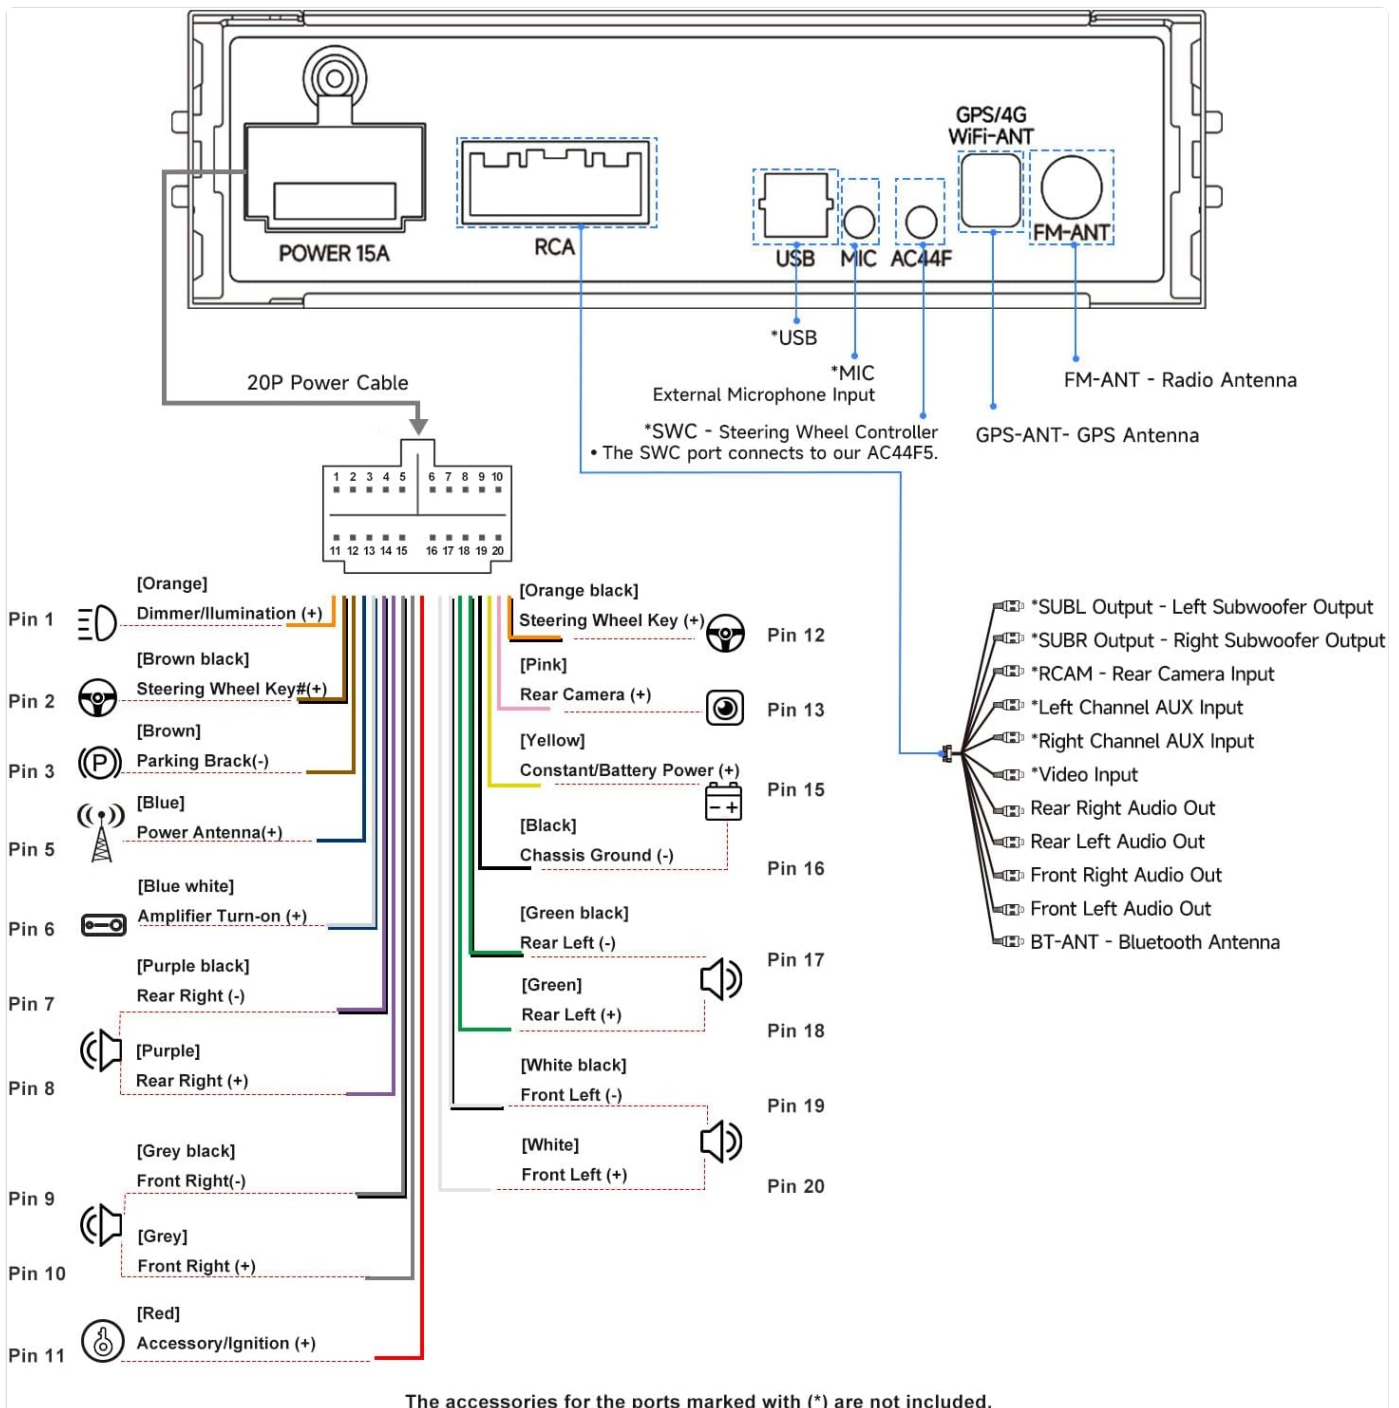 GPS/4G
WiFi-ANT
POWER 15A
RCA
USB
MIC
AC44F
FM-ANT
*USB
*MIC
External Microphone Input
*SWC - Steering Wheel Controller
• The SWC port connects to our AC44F5.
FM-ANT - Radio Antenna
GPS-ANT- GPS Antenna
20P Power Cable
1 2 3 4 5 6 7 8 9 10
11 12 13 14 15 16 17 18 19 20
Pin 1
[Orange]
Dimmer/Ilumination (+)
Pin 2
[Brown black]
Steering Wheel Key#(+)
Pin 3
[Brown]
Parking Brack(-)
P
Pin 5
[Blue]
Power Antenna(+)
Pin 6
[Blue white]
Amplifier Turn-on (+)
Pin 7
[Purple black]
Rear Right (-)
Pin 8
[Purple]
Rear Right (+)
Pin 9
[Grey black]
Front Right(-)
Pin 10
[Grey]
Front Right (+)
Pin 11
[Red]
Accessory/Ignition (+)
[Orange black]
Steering Wheel Key (+)
Pin 12
[Pink]
Rear Camera (+)
Pin 13
[Yellow]
Constant/Battery Power (+)
Pin 15
[Black]
Chassis Ground (-)
Pin 16
[Green black]
Rear Left (-)
Pin 17
[Green]
Rear Left (+)
Pin 18
[White black]
Front Left (-)
Pin 19
[White]
Front Left (+)
Pin 20
*SUBL Output - Left Subwoofer Output
*SUBR Output - Right Subwoofer Output
*RCAM - Rear Camera Input
*Left Channel AUX Input
*Right Channel AUX Input
*Video Input
Rear Right Audio Out
Rear Left Audio Out
Front Right Audio Out
Front Left Audio Out
BT-ANT - Bluetooth Antenna
The accessories for the ports marked with (*) are not included.